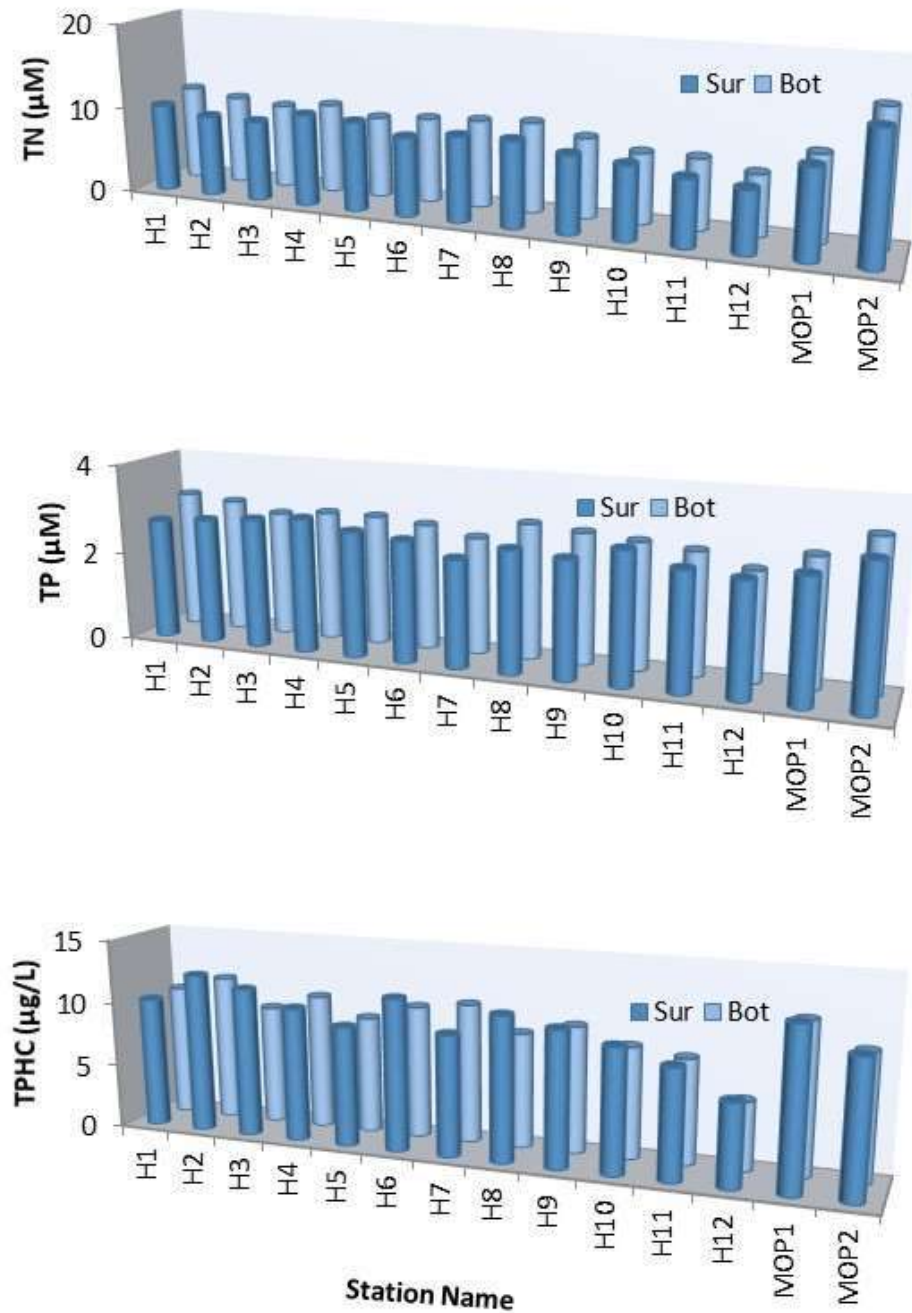 TN (µM)
20
10
0
Sur Bot
H1 H2 H3 H4 H5 H6 H7 H8 H9 H10 H11 H12 MOP1 MOP2
TP (µM)
4
2
0
Sur Bot
H1 H2 H3 H4 H5 H6 H7 H8 H9 H10 H11 H12 MOP1 MOP2
TPHC (µg/L)
15
10
5
0
Sur Bot
H1 H2 H3 H4 H5 H6 H7 H8 H9 H10 H11 H12 MOP1 MOP2
Station Name